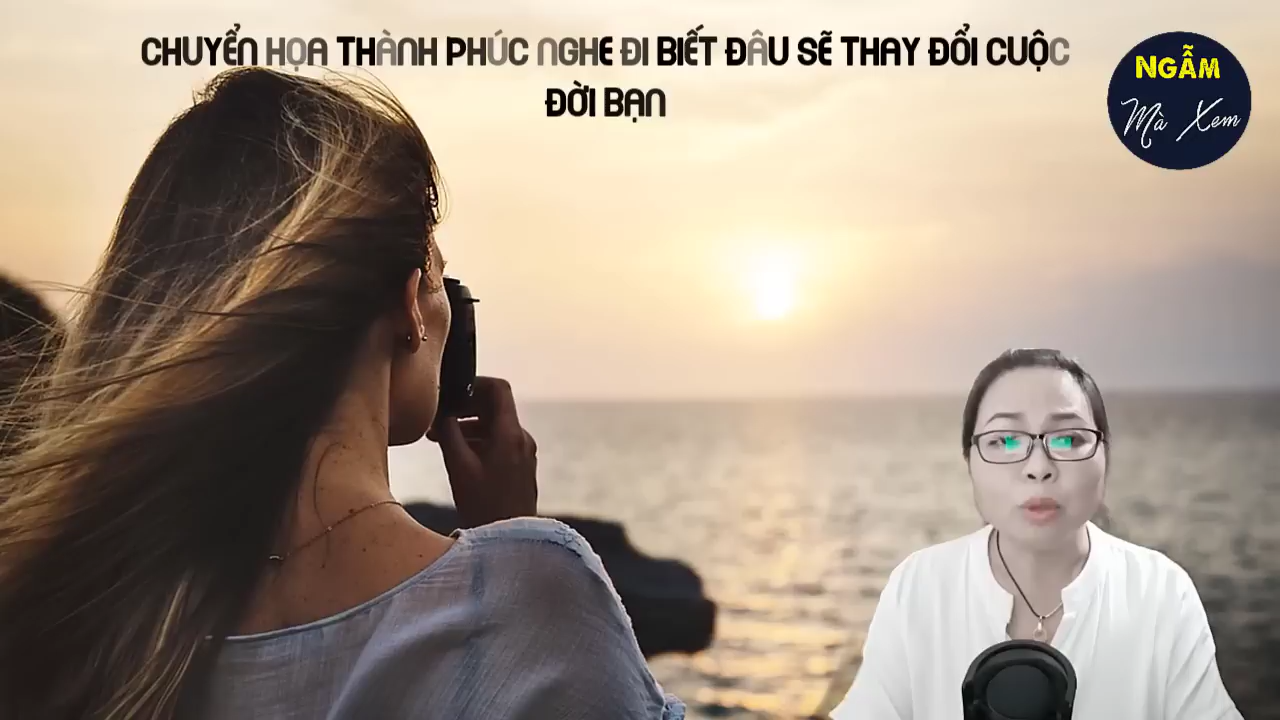 CHUYỂN HỌA THÀNH PHÚC NGHE ĐI BIẾT ĐÂU SẼ THAY ĐỔI CUỘC
ĐỜI BẠN
NGẪM
Mà Xem